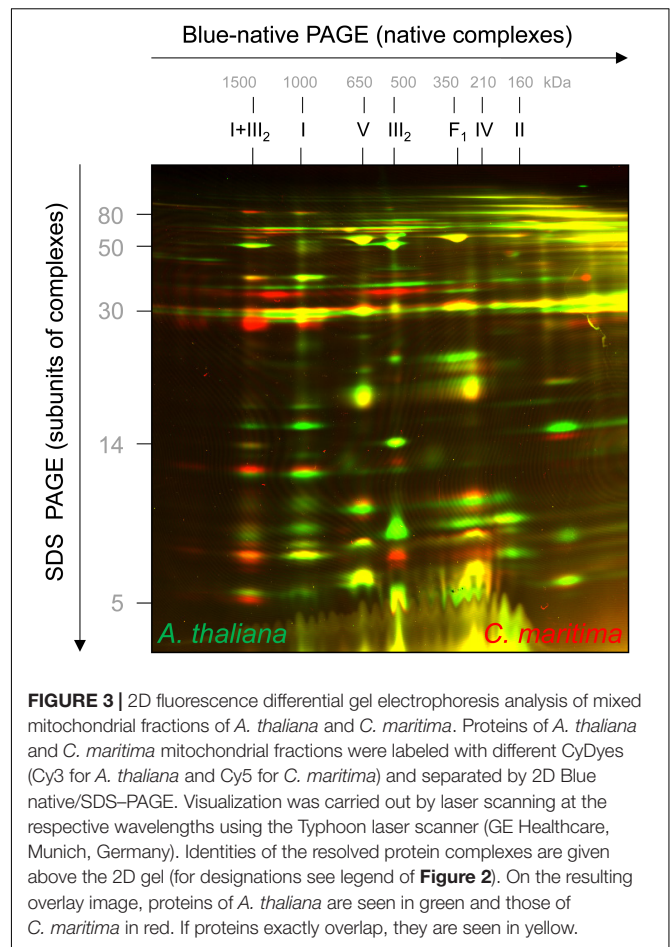 Blue-native PAGE (native complexes)
1500 1000 650 500 350 210 160 kDa
I+III₂ I V III₂ F₁ IV II
SDS PAGE (subunits of complexes)
80
50
30
14
5
A. thaliana C. maritima
FIGURE 3 | 2D fluorescence differential gel electrophoresis analysis of mixed
mitochondrial fractions of A. thaliana and C. maritima. Proteins of A. thaliana
and C. maritima mitochondrial fractions were labeled with different CyDyes
(Cy3 for A. thaliana and Cy5 for C. maritima) and separated by 2D Blue
native/SDS–PAGE. Visualization was carried out by laser scanning at the
respective wavelengths using the Typhoon laser scanner (GE Healthcare,
Munich, Germany). Identities of the resolved protein complexes are given
above the 2D gel (for designations see legend of Figure 2). On the resulting
overlay image, proteins of A. thaliana are seen in green and those of
C. maritima in red. If proteins exactly overlap, they are seen in yellow.